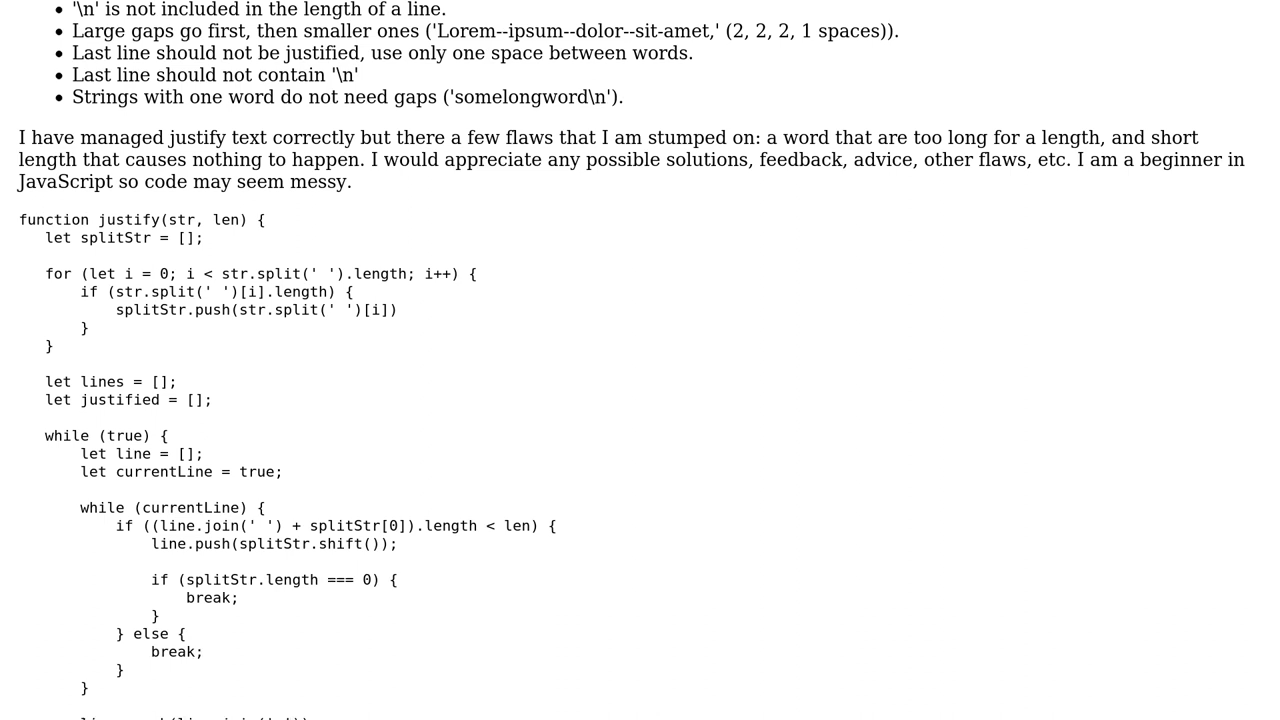 • '\n' is not included in the length of a line.
• Large gaps go first, then smaller ones ('Lorem--ipsum--dolor--sit-amet,' (2, 2, 2, 1 spaces)).
• Last line should not be justified, use only one space between words.
• Last line should not contain '\n'
• Strings with one word do not need gaps ('somelongword\n').
I have managed justify text correctly but there a few flaws that I am stumped on: a word that are too long for a length, and short
length that causes nothing to happen. I would appreciate any possible solutions, feedback, advice, other flaws, etc. I am a beginner in
JavaScript so code may seem messy.
function justify(str, len) {
   let splitStr = [];
   for (let i = 0; i < str.split(' ').length; i++) {
       if (str.split(' ')[i].length) {
           splitStr.push(str.split(' ')[i])
       }
   }
   let lines = [];
   let justified = [];
   while (true) {
       let line = [];
       let currentLine = true;
       while (currentLine) {
           if ((line.join(' ') + splitStr[0]).length < len) {
               line.push(splitStr.shift());
               if (splitStr.length === 0) {
                   break;
               }
           } else {
               break;
           }
       }